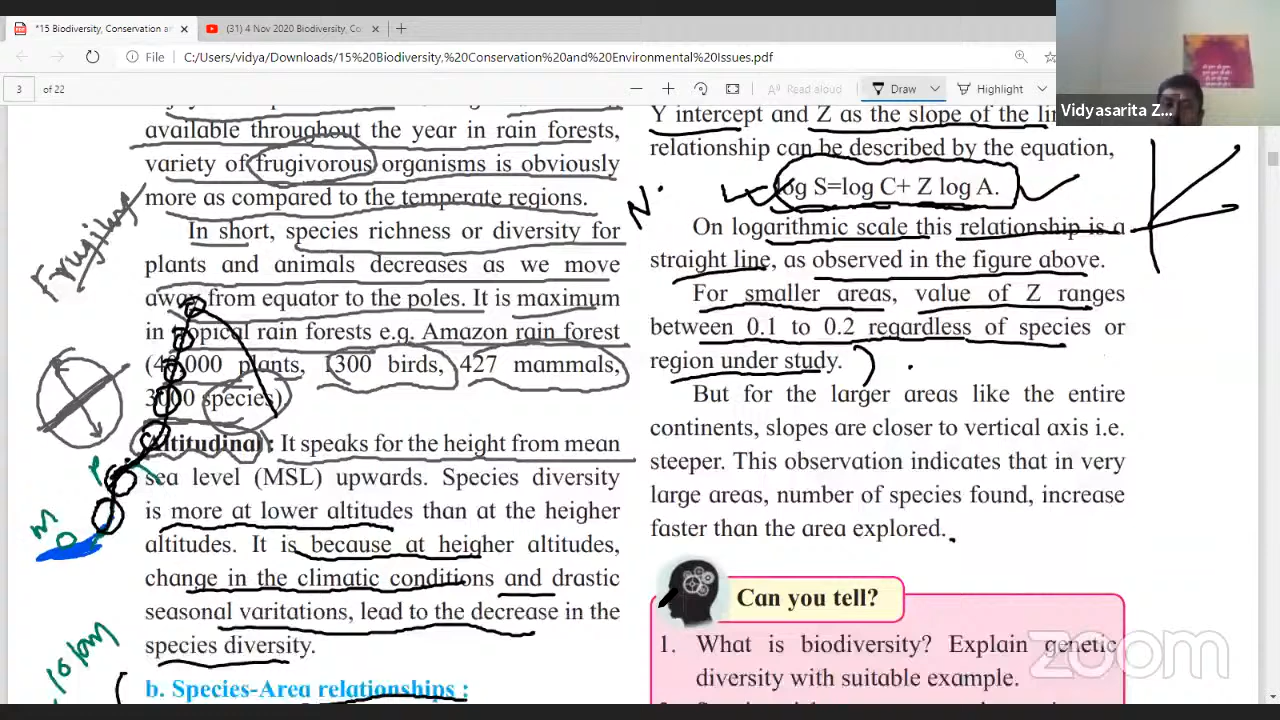 *15 Biodiversity, Conservation an
(31) 4 Nov 2020 Biodiversity, Co
File
C:/Users/vidya/Downloads/15%20Biodiversity,%20Conservation%20and%20Environmental%20Issues.pdf
3 of 22
Read aloud
Draw
Highlight
Vidyasarita Z...
available throughout the year in rain forests,
variety of frugivorous organisms is obviously
more as compared to the temperate regions.
In short, species richness or diversity for
plants and animals decreases as we move
away from equator to the poles. It is maximum
in tropical rain forests e.g. Amazon rain forest
plants, 1300 birds, 427 mammals,
species)
Altitudinal : It speaks for the height from mean
sea level (MSL) upwards. Species diversity
is more at lower altitudes than at the heigher
altitudes. It is because at heigher altitudes,
change in the climatic conditions and drastic
seasonal varitations, lead to the decrease in the
species diversity.
b. Species-Area relationships :
M
P
10 km
N
Y intercept and Z as the slope of the
relationship can be described by the equation,
log S=log C+ Z log A.
On logarithmic scale this relationship is a
straight line, as observed in the figure above.
For smaller areas, value of Z ranges
between 0.1 to 0.2 regardless of species or
region under study.
But for the larger areas like the entire
continents, slopes are closer to vertical axis i.e.
steeper. This observation indicates that in very
large areas, number of species found, increase
faster than the area explored.
Can you tell?
1. What is biodiversity? Explain genetic
diversity with suitable example.
zoom